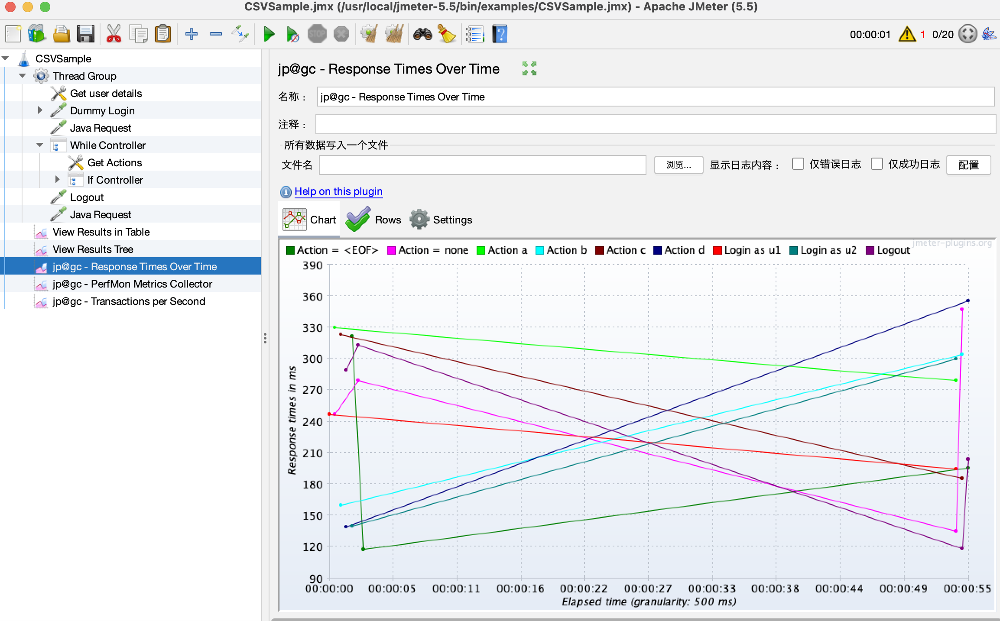 CSVSample.jmx (/usr/local/jmeter-5.5/bin/examples/CSVSample.jmx) - Apache JMeter (5.5)
STOP
00:00:01 1 0/20
CSVSample
Thread Group
Get user details
Dummy Login
Java Request
While Controller
Get Actions
If Controller
Logout
Java Request
View Results in Table
View Results Tree
jp@gc - Response Times Over Time
jp@gc - PerfMon Metrics Collector
jp@gc - Transactions per Second
jp@gc - Response Times Over Time
名称： jp@gc - Response Times Over Time
注释：
所有数据写入一个文件
文件名 浏览... 显示日志内容： 仅错误日志 仅成功日志 配置
Help on this plugin
Chart Rows Settings
jmeter-plugins.org
Action = <EOF> Action = none Action a Action b Action c Action d Login as u1 Login as u2 Logout
390
360
330
300
270
240
210
180
150
120
90
Response times in ms
00:00:00 00:00:05 00:00:11 00:00:16 00:00:22 00:00:27 00:00:33 00:00:38 00:00:44 00:00:49 00:00:55
Elapsed time (granularity: 500 ms)